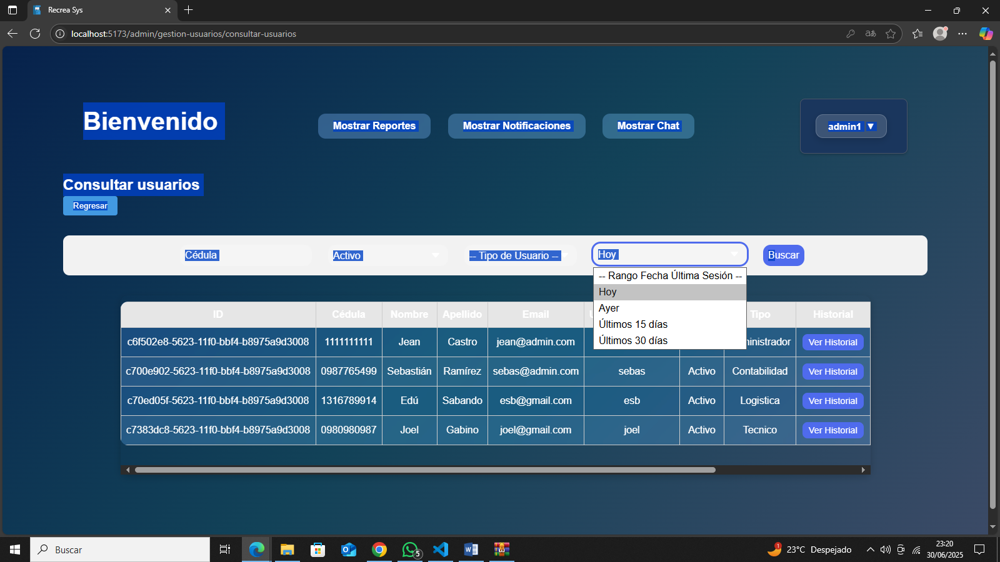 Recrea Sys
localhost:5173/admin/gestion-usuarios/consultar-usuarios
Bienvenido
Mostrar Reportes
Mostrar Notificaciones
Mostrar Chat
admin1 ▼
Consultar usuarios
Regresar
Cédula
Activo
-- Tipo de Usuario --
Hoy
Buscar
-- Rango Fecha Última Sesión --
Hoy
Ayer
Últimos 15 días
Últimos 30 días
ID Cédula Nombre Apellido Email Tipo Historial
c6f502e8-5623-11f0-bbf4-b8975a9d3008 1111111111 Jean Castro jean@admin.com ninistrador Ver Historial
c700e902-5623-11f0-bbf4-b8975a9d3008 0987765499 Sebastián Ramírez sebas@admin.com sebas Activo Contabilidad Ver Historial
c70ed05f-5623-11f0-bbf4-b8975a9d3008 1316789914 Edú Sabando esb@gmail.com esb Activo Logistica Ver Historial
c7383dc8-5623-11f0-bbf4-b8975a9d3008 0980980987 Joel Gabino joel@gmail.com joel Activo Tecnico Ver Historial
Buscar
5
1
23°C Despejado
23:20
30/06/2025